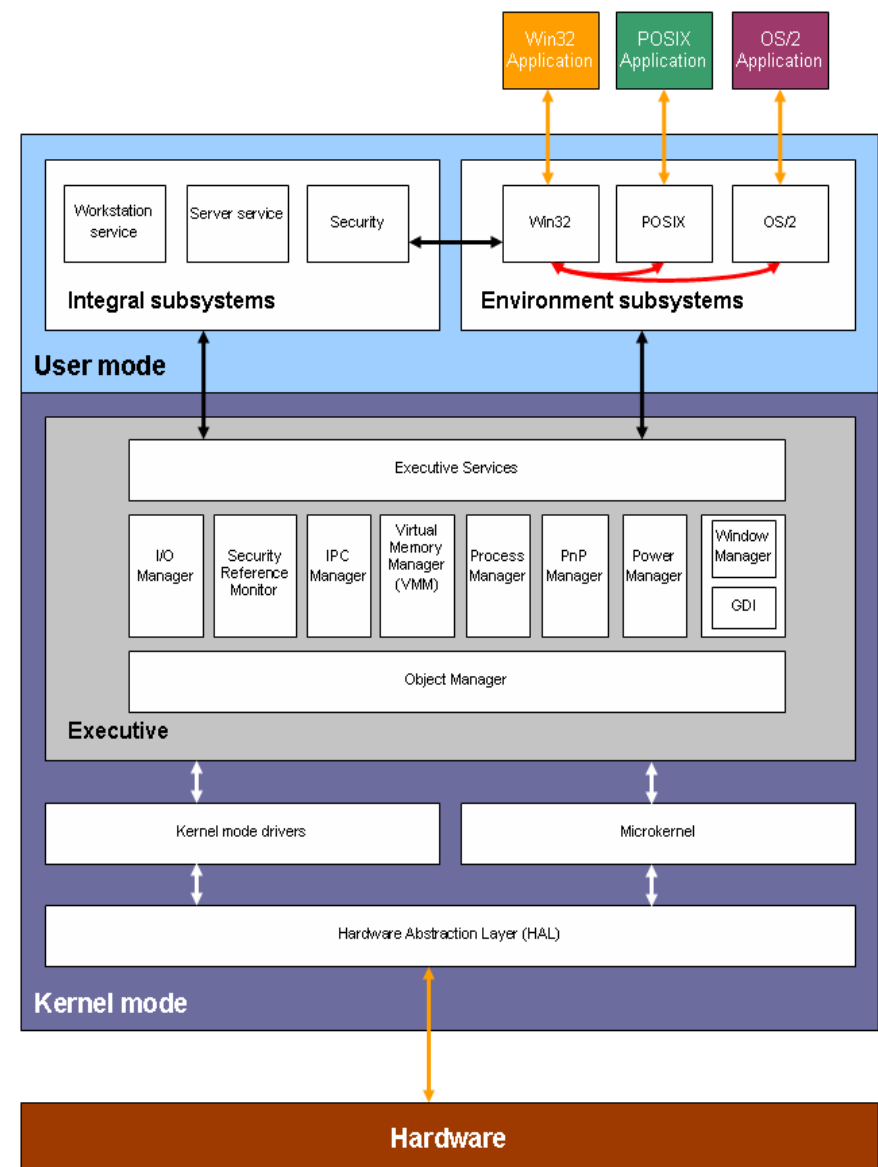 Win32
Application
POSIX
Application
OS/2
Application
Workstation
service
Server service
Security
Win32
POSIX
OS/2
Integral subsystems
Environment subsystems
User mode
Executive Services
I/O
Manager
Security
Reference
Monitor
IPC
Manager
Virtual
Memory
Manager
(VMM)
Process
Manager
PnP
Manager
Power
Manager
Window
Manager
GDI
Object Manager
Executive
Kernel mode drivers
Microkernel
Hardware Abstraction Layer (HAL)
Kernel mode
Hardware